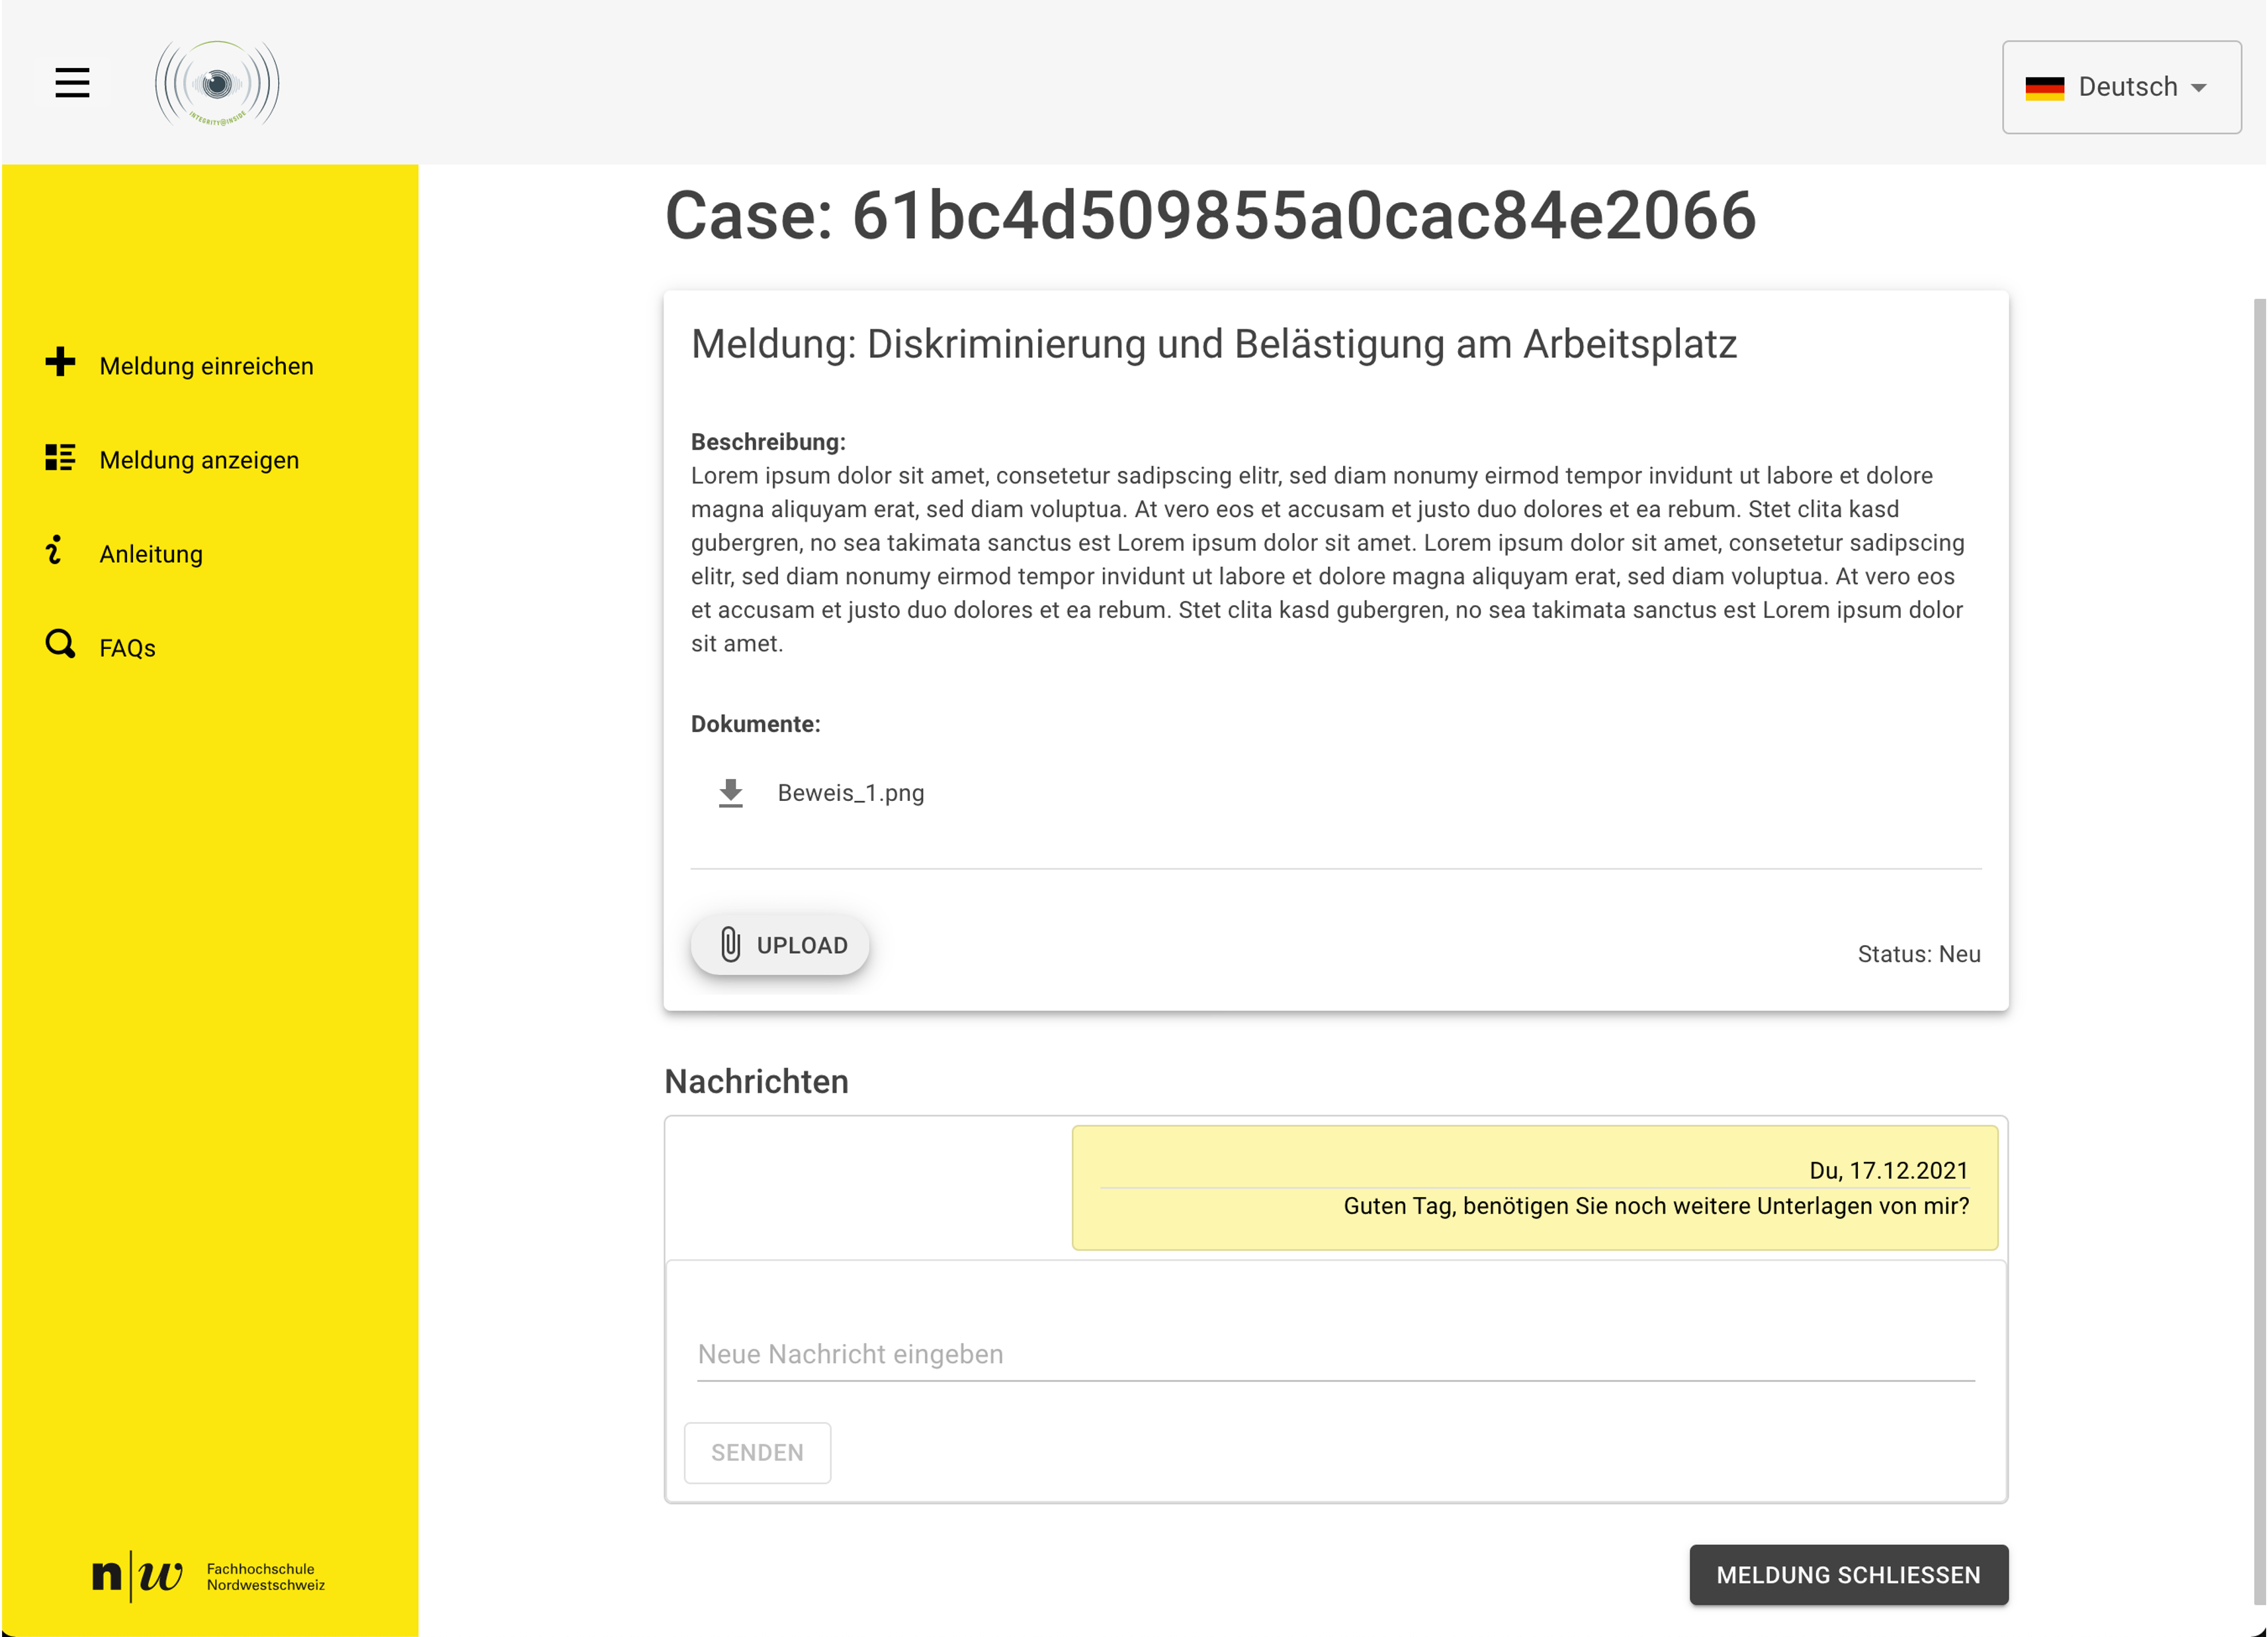 INTEGRITY@INSIDE
Deutsch
Meldung einreichen
Meldung anzeigen
Anleitung
FAQs
n|w Fachhochschule
Nordwestschweiz
Case: 61bc4d509855a0cac84e2066
Meldung: Diskriminierung und Belästigung am Arbeitsplatz
Beschreibung:
Lorem ipsum dolor sit amet, consetetur sadipscing elitr, sed diam nonumy eirmod tempor invidunt ut labore et dolore
magna aliquyam erat, sed diam voluptua. At vero eos et accusam et justo duo dolores et ea rebum. Stet clita kasd
gubergren, no sea takimata sanctus est Lorem ipsum dolor sit amet. Lorem ipsum dolor sit amet, consetetur sadipscing
elitr, sed diam nonumy eirmod tempor invidunt ut labore et dolore magna aliquyam erat, sed diam voluptua. At vero eos
et accusam et justo duo dolores et ea rebum. Stet clita kasd gubergren, no sea takimata sanctus est Lorem ipsum dolor
sit amet.
Dokumente:
Beweis_1.png
UPLOAD
Status: Neu
Nachrichten
Du, 17.12.2021
Guten Tag, benötigen Sie noch weitere Unterlagen von mir?
Neue Nachricht eingeben
SENDEN
MELDUNG SCHLIESSEN